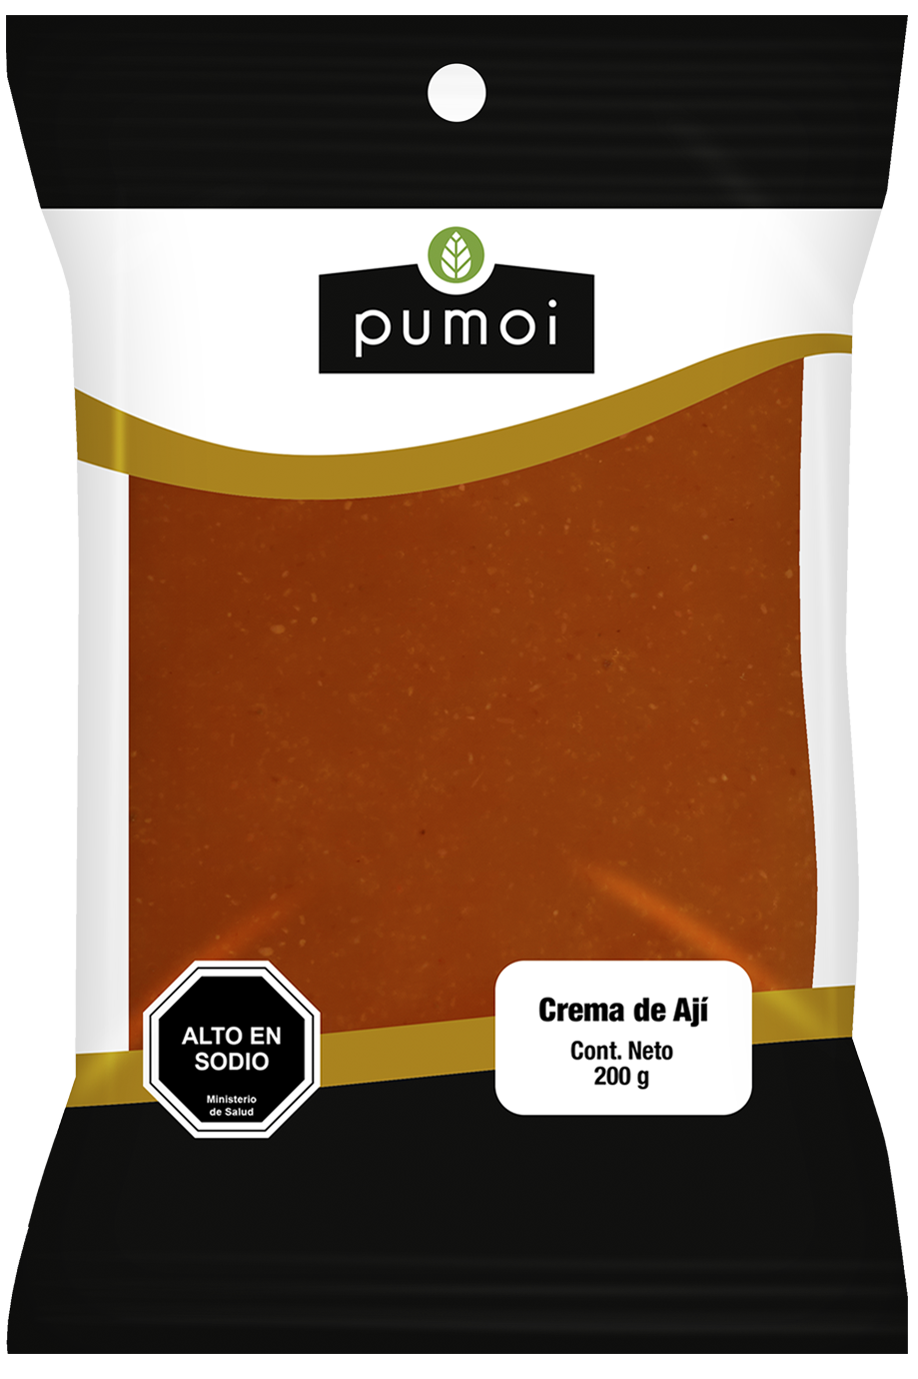 pumoi
ALTO EN
SODIO
Ministerio
de Salud
Crema de Ají
Cont. Neto
200 g